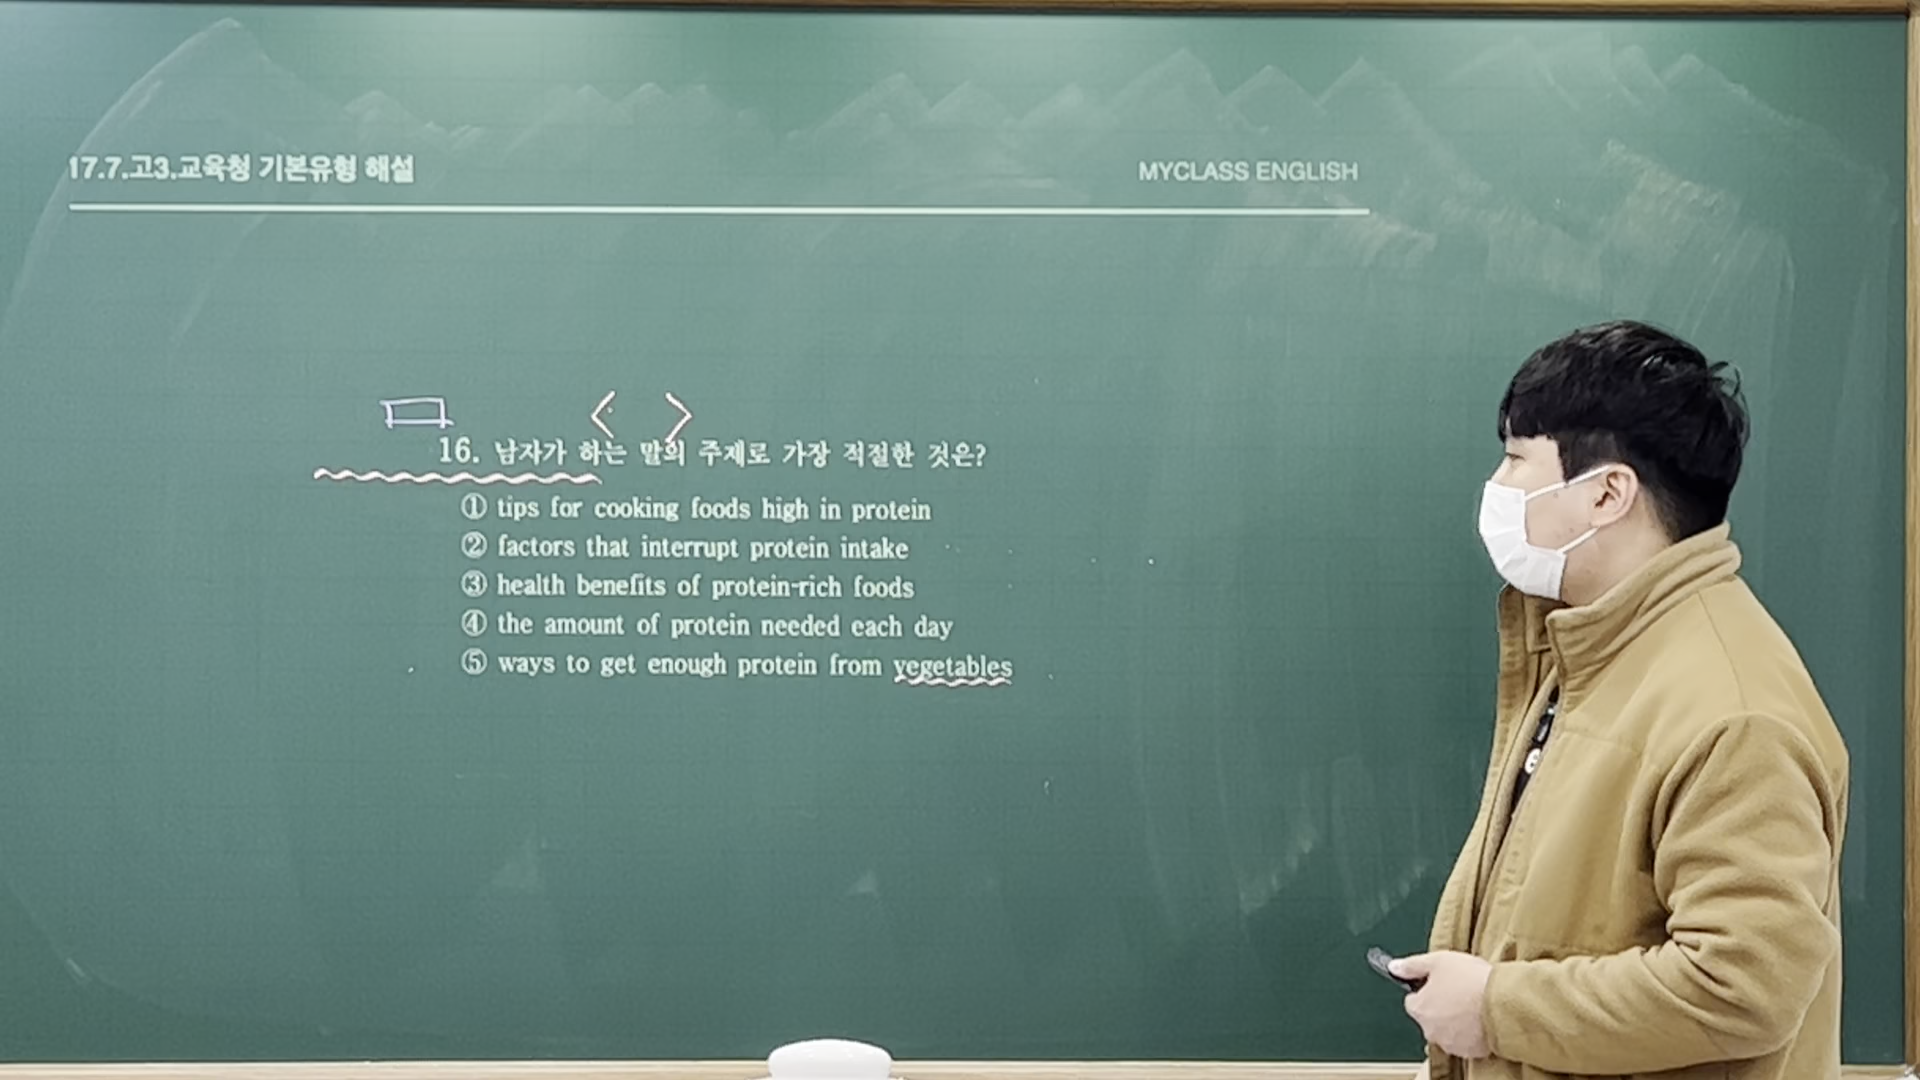 17.7.고3.교육청 기본유형 해설
MYCLASS ENGLISH
16. 남자가 하는 말의 주제로 가장 적절한 것은?
① tips for cooking foods high in protein
② factors that interrupt protein intake
③ health benefits of protein-rich foods
④ the amount of protein needed each day
⑤ ways to get enough protein from vegetables